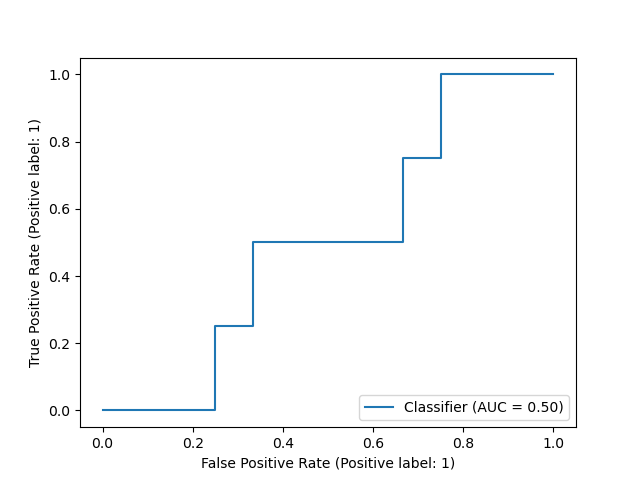 1.0
0.8
0.6
0.4
0.2
0.0
True Positive Rate (Positive label: 1)
Classifier (AUC = 0.50)
0.0 0.2 0.4 0.6 0.8 1.0
False Positive Rate (Positive label: 1)